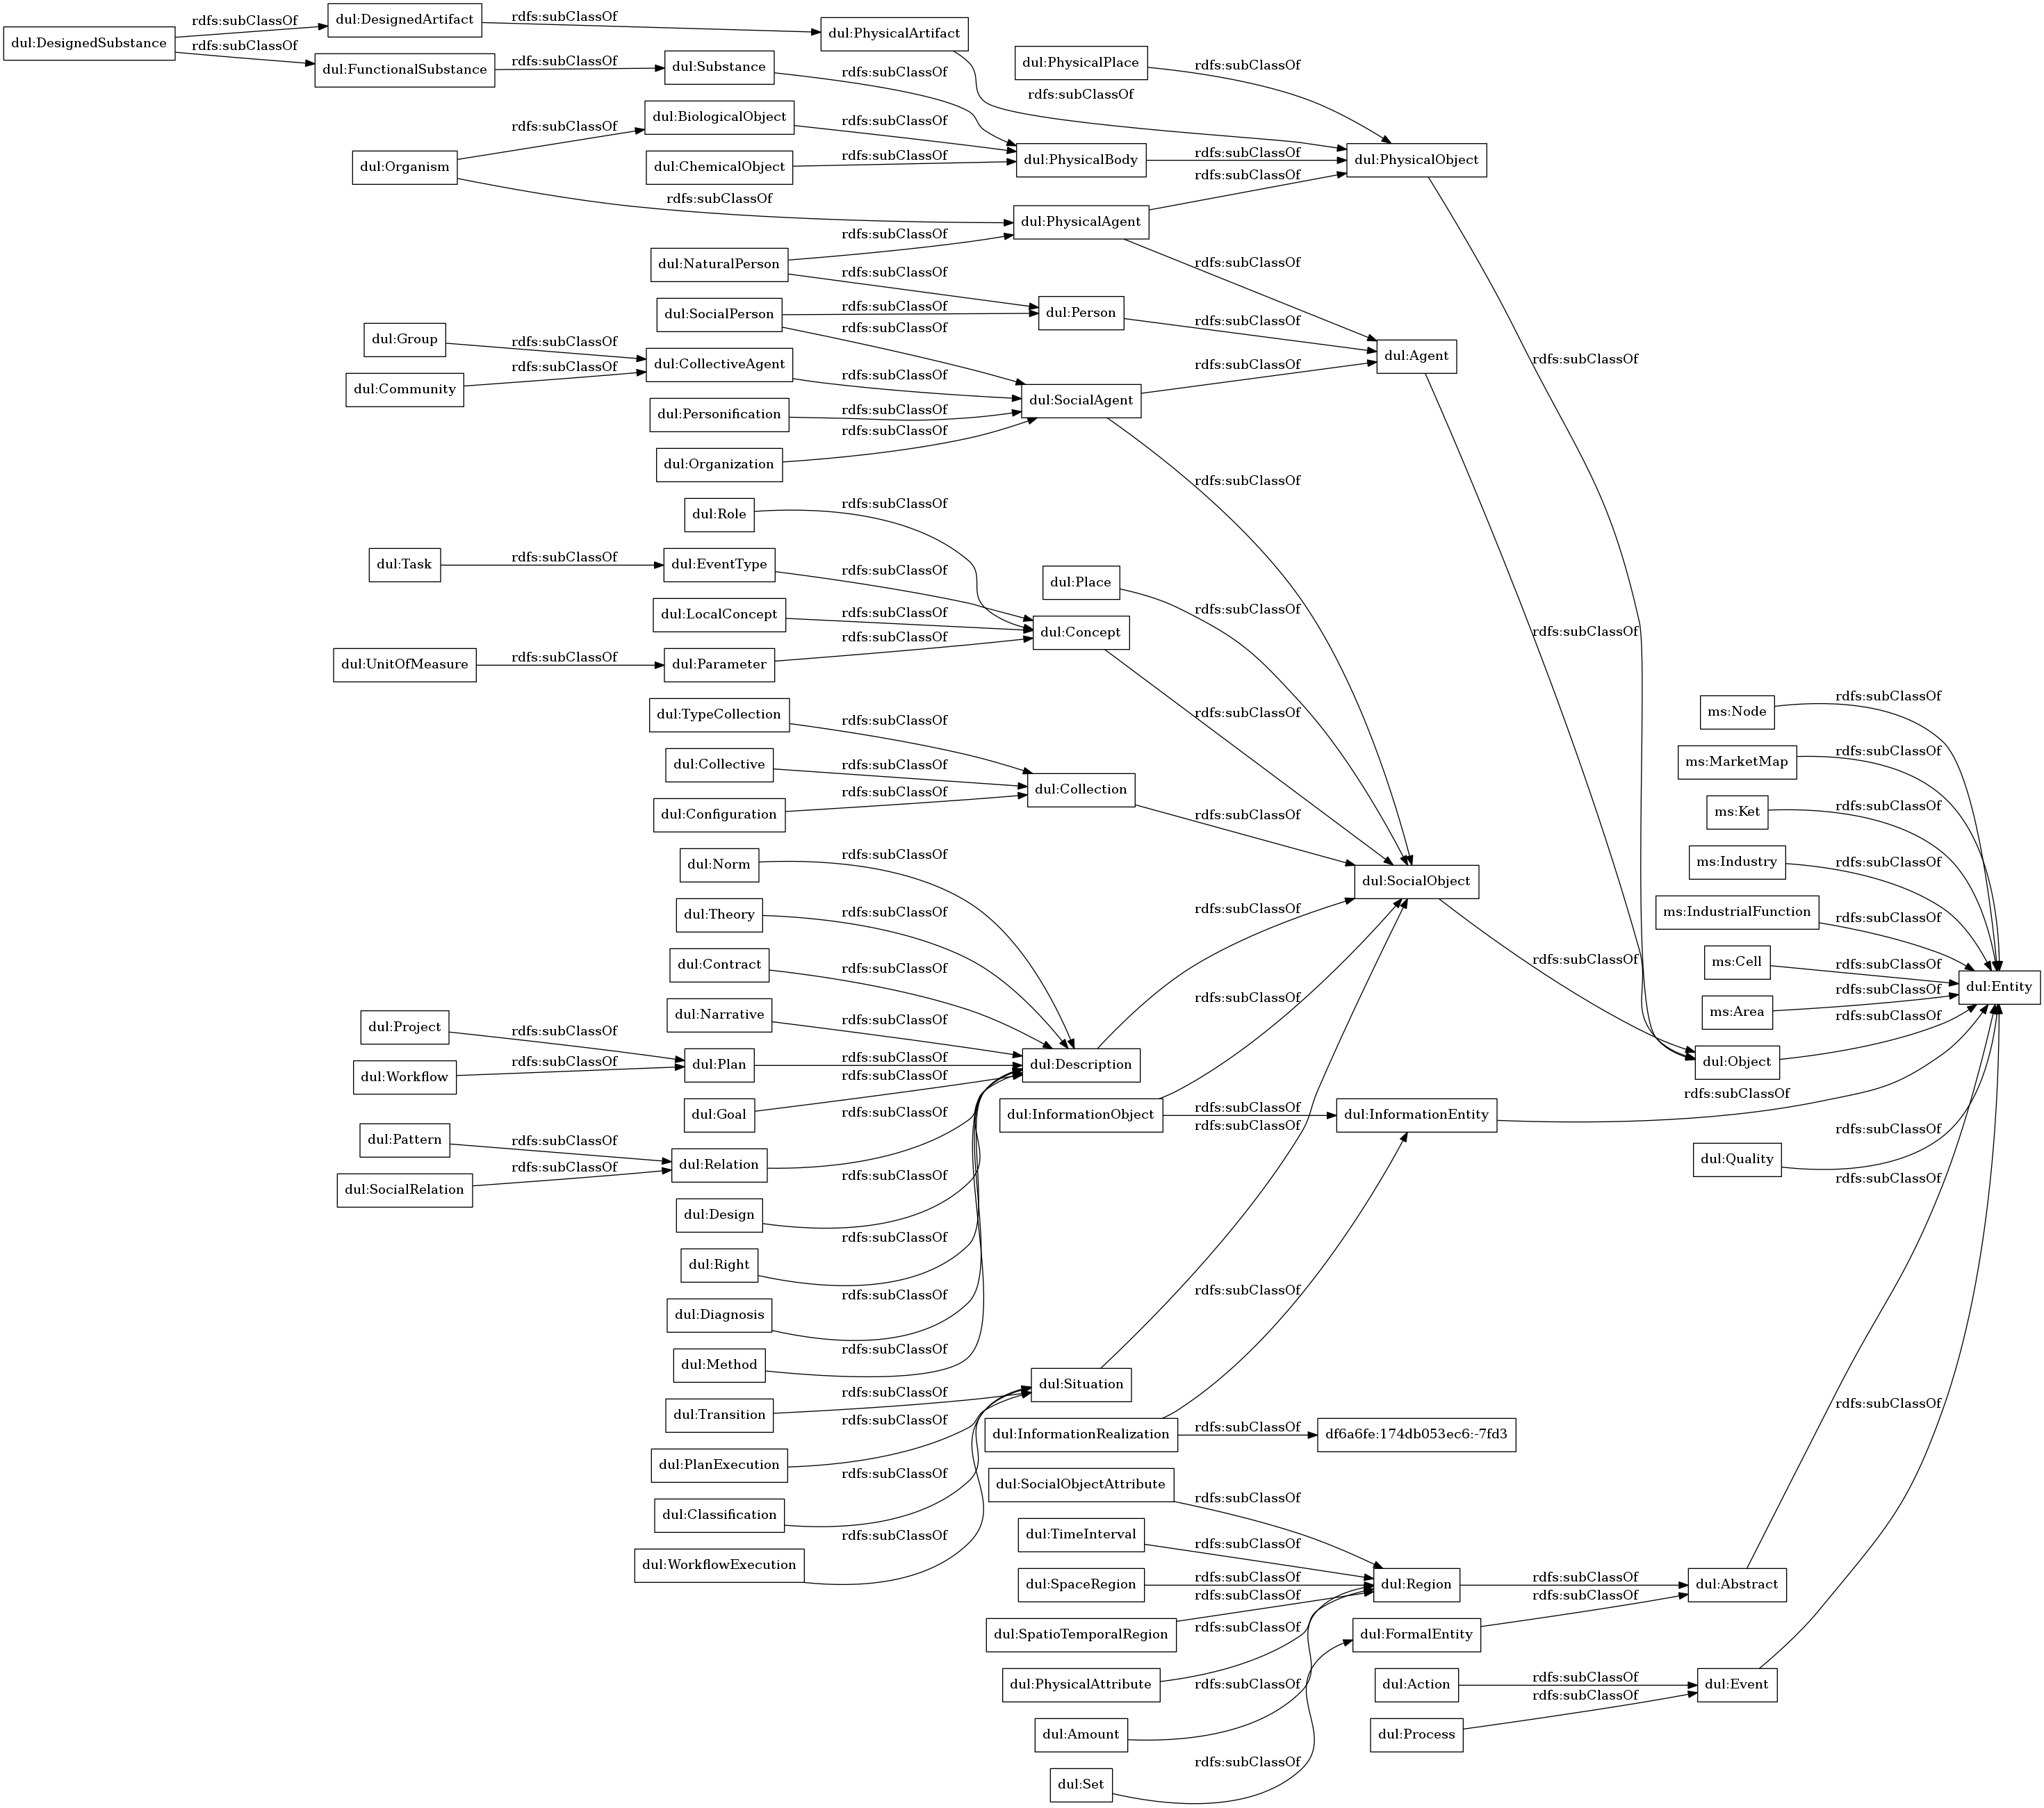 dul:DesignedSubstance
rdfs:subClassOf
rdfs:subClassOf
dul:DesignedArtifact
rdfs:subClassOf
dul:FunctionalSubstance
rdfs:subClassOf
dul:PhysicalArtifact
rdfs:subClassOf
dul:Substance
rdfs:subClassOf
dul:PhysicalPlace
rdfs:subClassOf
dul:BiologicalObject
rdfs:subClassOf
dul:Organism
rdfs:subClassOf
rdfs:subClassOf
dul:ChemicalObject
rdfs:subClassOf
dul:PhysicalBody
rdfs:subClassOf
dul:PhysicalObject
rdfs:subClassOf
dul:PhysicalAgent
rdfs:subClassOf
rdfs:subClassOf
dul:NaturalPerson
rdfs:subClassOf
rdfs:subClassOf
dul:SocialPerson
rdfs:subClassOf
rdfs:subClassOf
dul:Person
rdfs:subClassOf
dul:Group
rdfs:subClassOf
dul:Community
rdfs:subClassOf
dul:CollectiveAgent
rdfs:subClassOf
dul:Agent
rdfs:subClassOf
dul:Personification
rdfs:subClassOf
dul:SocialAgent
rdfs:subClassOf
rdfs:subClassOf
dul:Organization
rdfs:subClassOf
dul:Role
rdfs:subClassOf
dul:Task
rdfs:subClassOf
dul:EventType
rdfs:subClassOf
dul:Place
rdfs:subClassOf
dul:LocalConcept
rdfs:subClassOf
dul:Concept
rdfs:subClassOf
dul:UnitOfMeasure
rdfs:subClassOf
dul:Parameter
rdfs:subClassOf
dul:TypeCollection
rdfs:subClassOf
dul:Collective
rdfs:subClassOf
dul:Configuration
rdfs:subClassOf
dul:Collection
rdfs:subClassOf
dul:SocialObject
rdfs:subClassOf
ms:Node
rdfs:subClassOf
ms:MarketMap
rdfs:subClassOf
ms:Ket
rdfs:subClassOf
ms:Industry
rdfs:subClassOf
ms:IndustrialFunction
rdfs:subClassOf
ms:Cell
rdfs:subClassOf
ms:Area
rdfs:subClassOf
dul:Entity
dul:Object
rdfs:subClassOf
dul:Norm
rdfs:subClassOf
dul:Theory
rdfs:subClassOf
dul:Contract
rdfs:subClassOf
dul:Narrative
rdfs:subClassOf
dul:Project
rdfs:subClassOf
dul:Workflow
rdfs:subClassOf
dul:Plan
rdfs:subClassOf
dul:Description
rdfs:subClassOf
dul:Goal
rdfs:subClassOf
dul:InformationObject
rdfs:subClassOf
rdfs:subClassOf
dul:InformationEntity
rdfs:subClassOf
dul:Pattern
rdfs:subClassOf
dul:SocialRelation
rdfs:subClassOf
dul:Relation
rdfs:subClassOf
dul:Quality
rdfs:subClassOf
dul:Design
rdfs:subClassOf
dul:Right
rdfs:subClassOf
dul:Diagnosis
rdfs:subClassOf
dul:Method
rdfs:subClassOf
dul:Situation
rdfs:subClassOf
dul:Transition
rdfs:subClassOf
dul:PlanExecution
rdfs:subClassOf
dul:Classification
rdfs:subClassOf
dul:WorkflowExecution
rdfs:subClassOf
dul:InformationRealization
rdfs:subClassOf
rdfs:subClassOf
df6a6fe:174db053ec6:-7fd3
dul:SocialObjectAttribute
rdfs:subClassOf
dul:TimeInterval
rdfs:subClassOf
dul:SpaceRegion
rdfs:subClassOf
dul:SpatioTemporalRegion
rdfs:subClassOf
dul:Region
rdfs:subClassOf
dul:Abstract
rdfs:subClassOf
dul:FormalEntity
rdfs:subClassOf
dul:PhysicalAttribute
rdfs:subClassOf
dul:Amount
rdfs:subClassOf
dul:Set
rdfs:subClassOf
dul:Action
rdfs:subClassOf
dul:Process
rdfs:subClassOf
dul:Event
rdfs:subClassOf